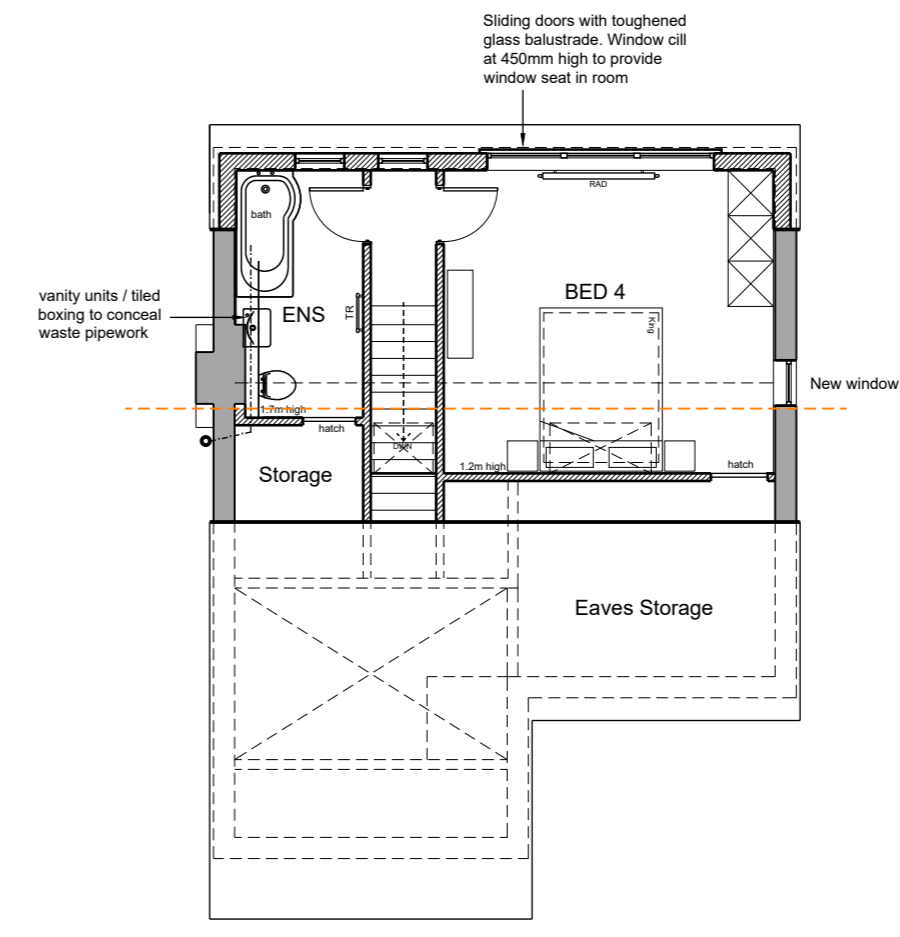 Sliding doors with toughened
glass balustrade. Window cill
at 450mm high to provide
window seat in room
RAD
bath
vanity units / tiled
boxing to conceal
waste pipework
ENS
TR
BED 4
King
New window
1.7m high
hatch
DWN
1.2m high
hatch
Storage
Eaves Storage